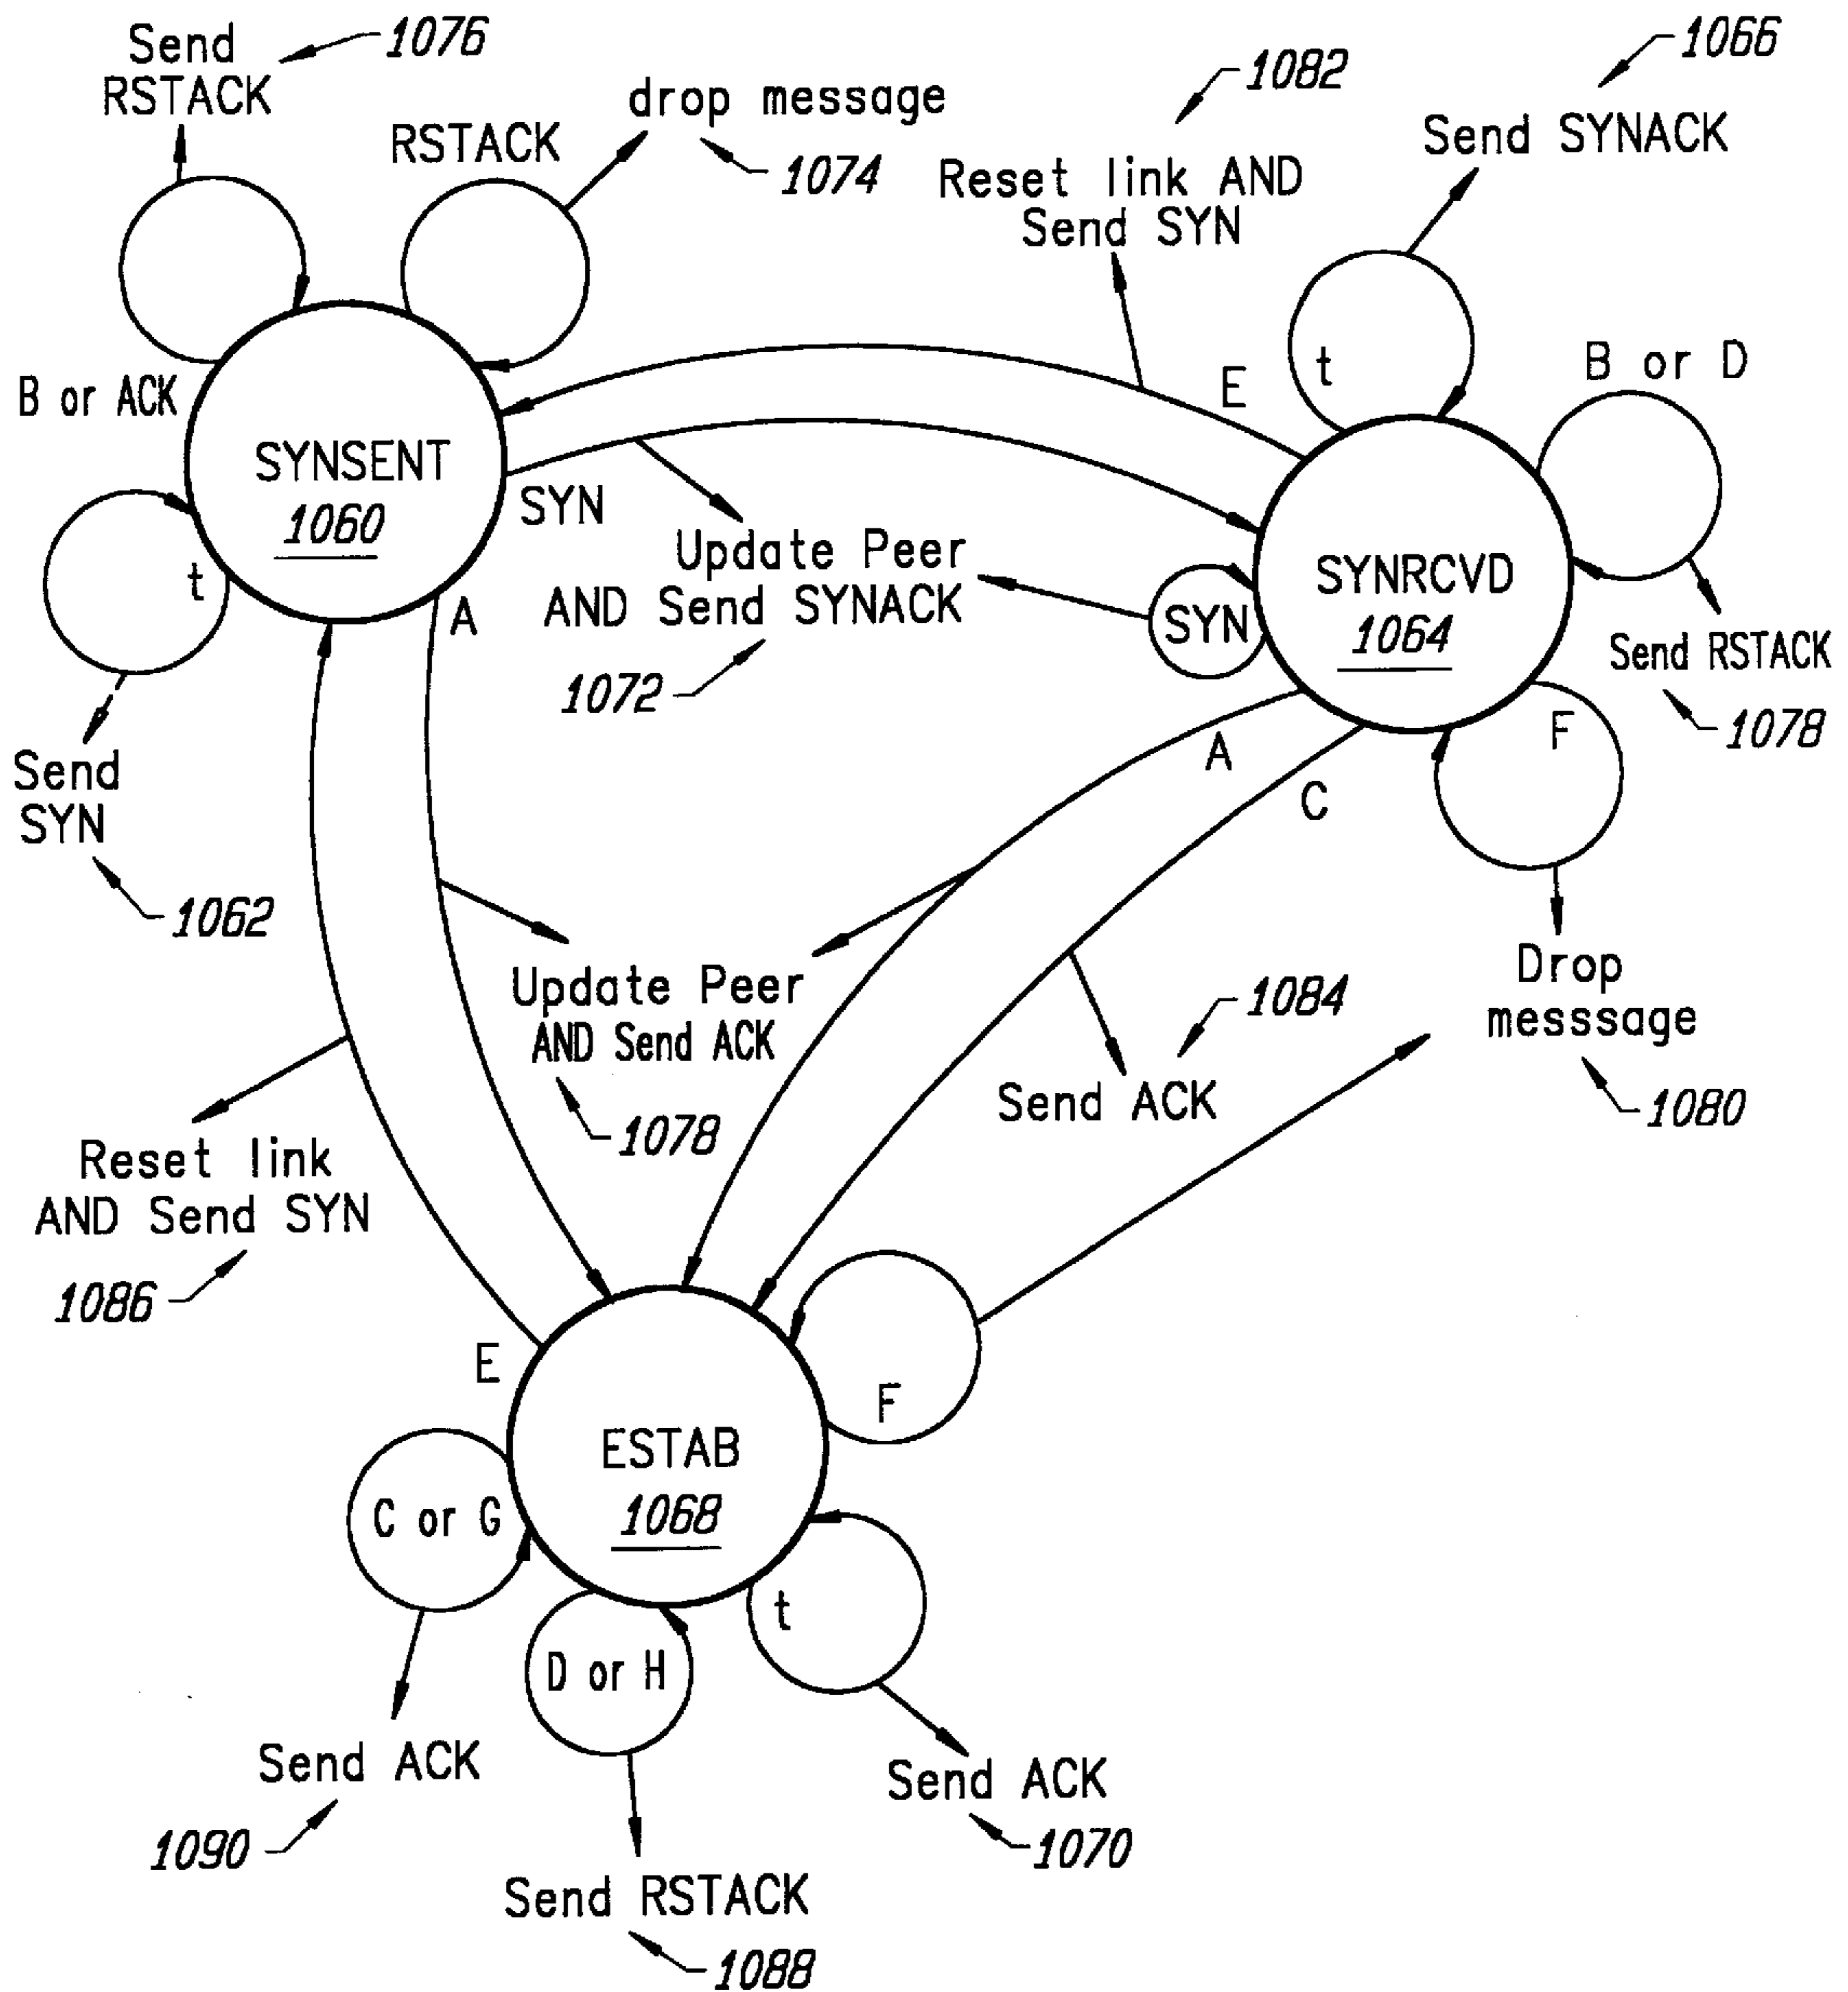 Send
RSTACK
1076
RSTACK
drop message
1074
1082
Reset link AND
Send SYN
1066
Send SYNACK
t
B or D
E
B or ACK
SYNSENT
1060
SYN
t
A
Update Peer
AND Send SYNACK
1072
SYN
SYNRCVD
1064
Send RSTACK
1078
F
A
C
Send
SYN
1062
Update Peer
AND Send ACK
1078
1084
Send ACK
Drop
messsage
1080
Reset link
AND Send SYN
1086
E
F
ESTAB
1068
C or G
D or H
t
Send ACK
1090
Send ACK
1070
Send RSTACK
1088